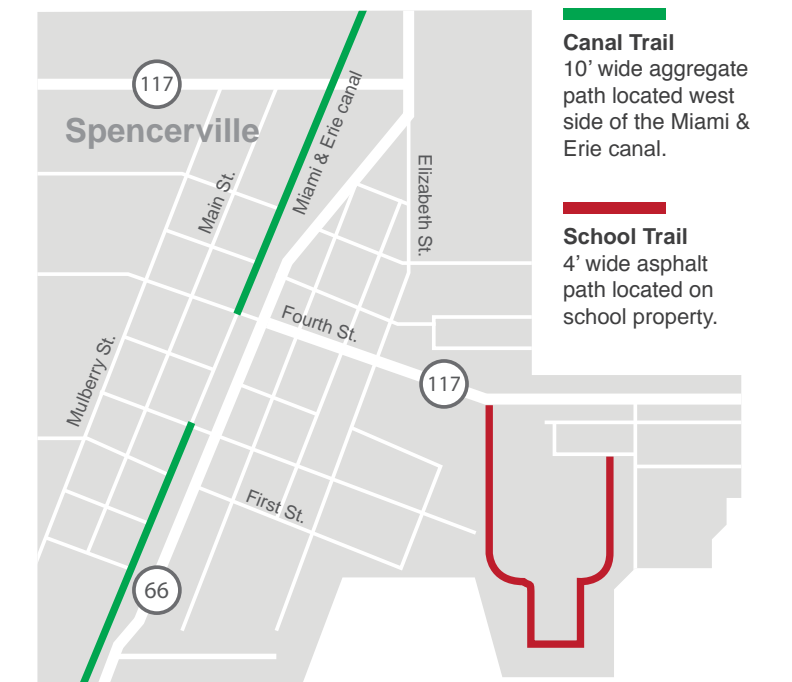 117
Spencerville
Main St.
Miami & Erie canal
Elizabeth St.
Fourth St.
Mulberry St.
117
First St.
66
Canal Trail
10’ wide aggregate
path located west
side of the Miami &
Erie canal.
School Trail
4’ wide asphalt
path located on
school property.